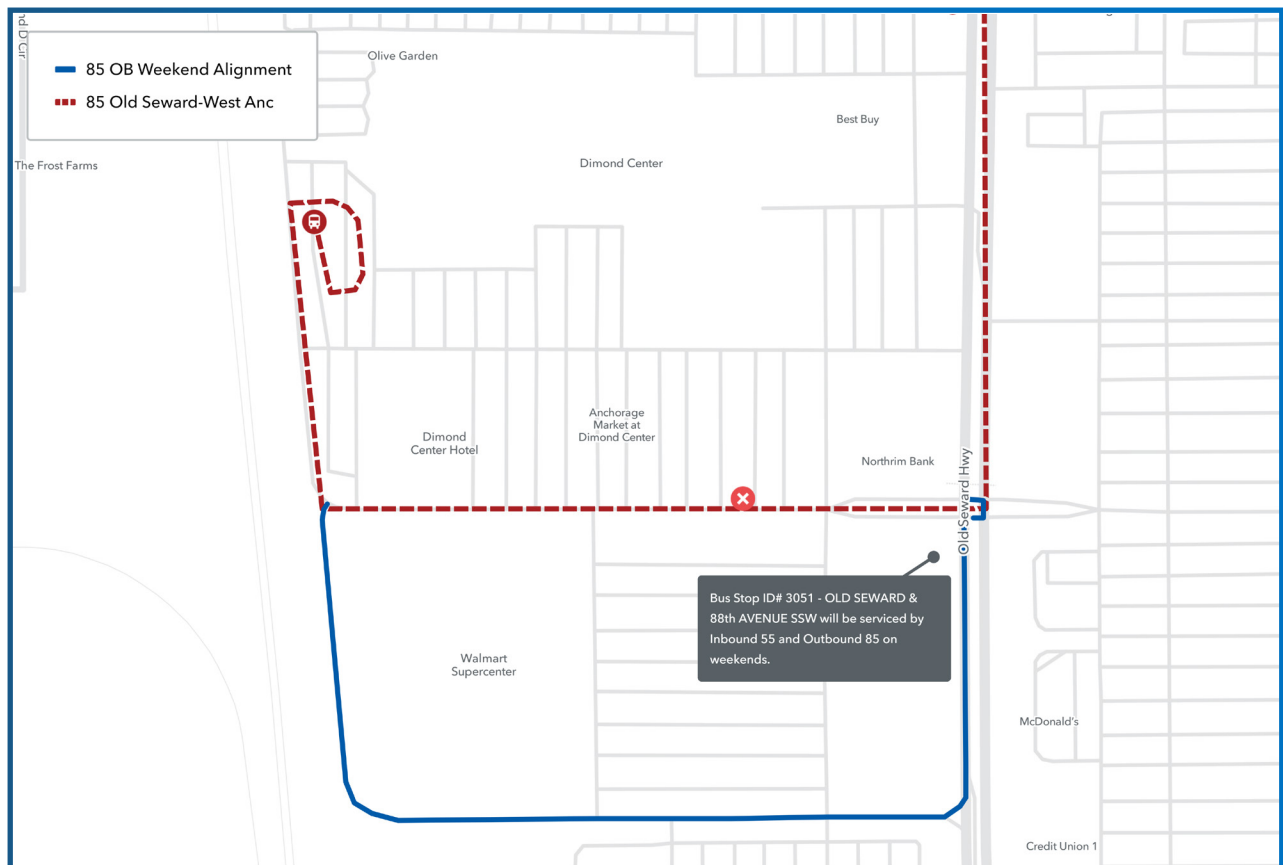 nd D Cir
85 OB Weekend Alignment
85 Old Seward-West Anc
Olive Garden
Best Buy
The Frost Farms
Dimond Center
Dimond
Center Hotel
Anchorage
Market at
Dimond Center
Northrim Bank
Old Seward Hwy
Bus Stop ID# 3051 - OLD SEWARD &
88th AVENUE SSW will be serviced by
Inbound 55 and Outbound 85 on
weekends.
Walmart
Supercenter
McDonald's
Credit Union 1